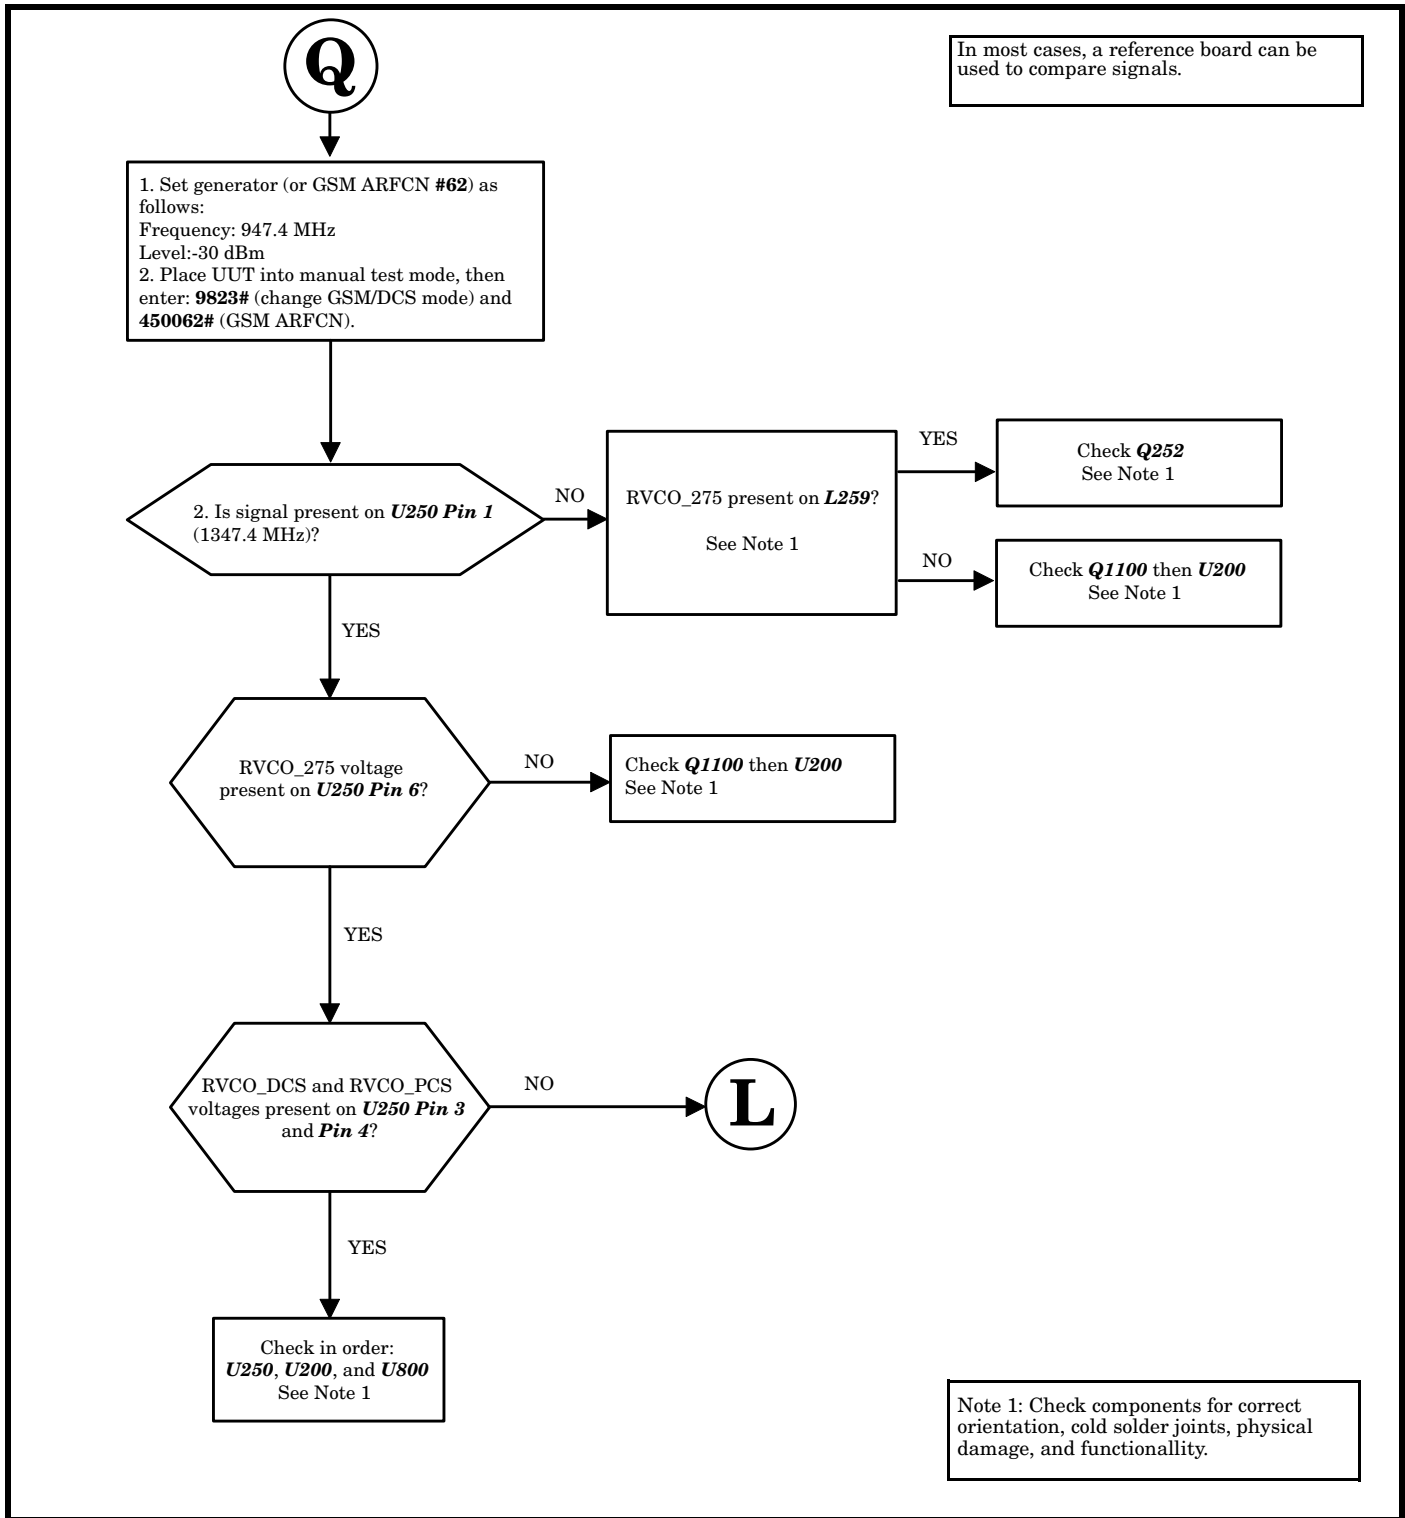 Q
In most cases, a reference board can be
used to compare signals.
1. Set generator (or GSM ARFCN #62) as
follows:
Frequency: 947.4 MHz
Level:-30 dBm
2. Place UUT into manual test mode, then
enter: 9823# (change GSM/DCS mode) and
450062# (GSM ARFCN).
2. Is signal present on U250 Pin 1
(1347.4 MHz)?
NO
RVCO_275 present on L259?
See Note 1
YES
Check Q252
See Note 1
NO
Check Q1100 then U200
See Note 1
YES
RVCO_275 voltage
present on U250 Pin 6?
NO
Check Q1100 then U200
See Note 1
YES
RVCO_DCS and RVCO_PCS
voltages present on U250 Pin 3
and Pin 4?
NO
L
YES
Check in order:
U250, U200, and U800
See Note 1
Note 1: Check components for correct
orientation, cold solder joints, physical
damage, and functionallity.